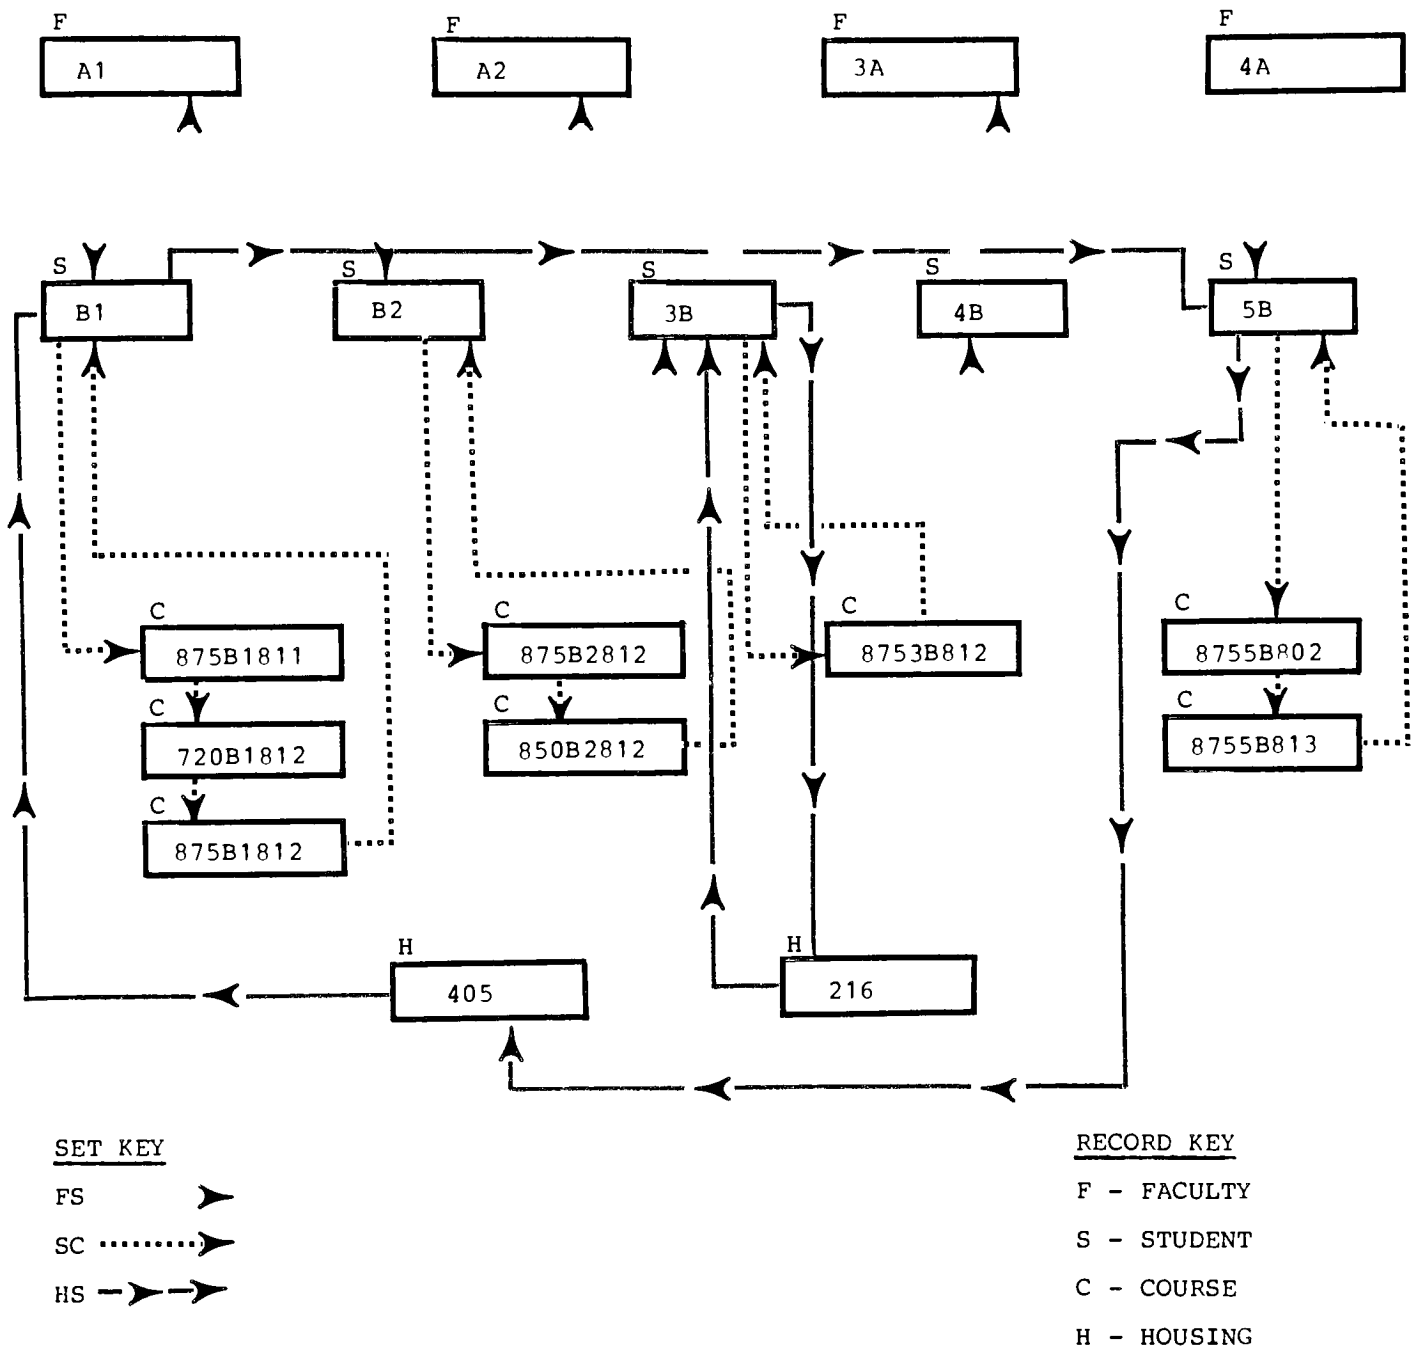 F F F F
A1 A2 3A 4A
S S S S S
B1 B2 3B 4B 5B
C C C C
875B1811 875B2812 8753B812 8755B802
C C C
720B1812 850B2812 8755B813
C
875B1812
H H
405 216
SET KEY
FS
SC
HS
RECORD KEY
F - FACULTY
S - STUDENT
C - COURSE
H - HOUSING